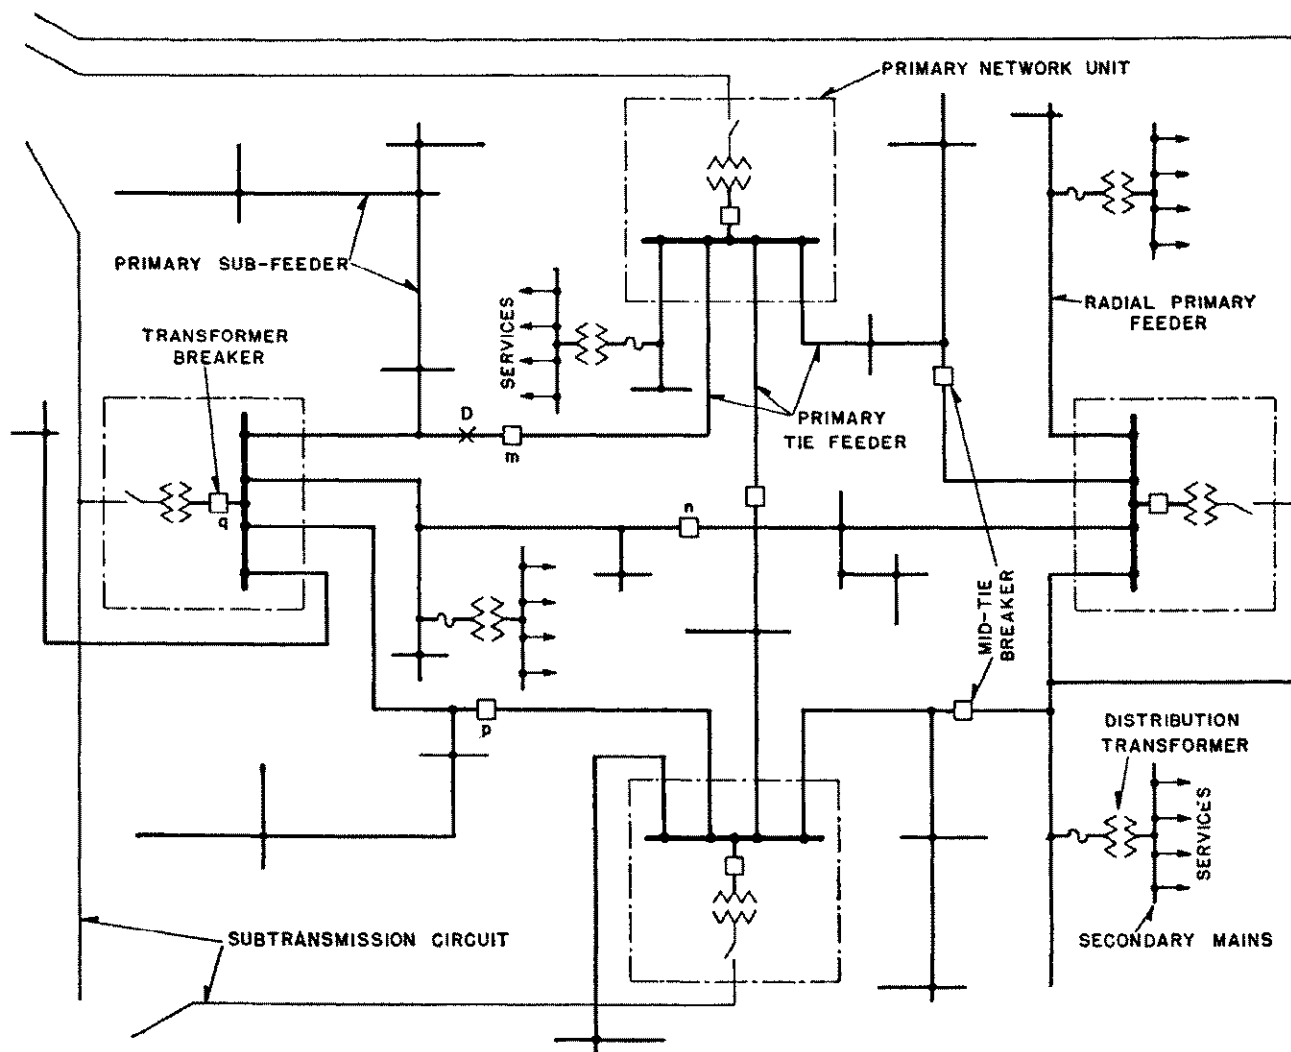 PRIMARY NETWORK UNIT
PRIMARY SUB-FEEDER
TRANSFORMER
BREAKER
SERVICES
RADIAL PRIMARY
FEEDER
D
m
PRIMARY
TIE FEEDER
q
n
MID-TIE
BREAKER
p
DISTRIBUTION
TRANSFORMER
SERVICES
SUBTRANSMISSION CIRCUIT
SECONDARY MAINS